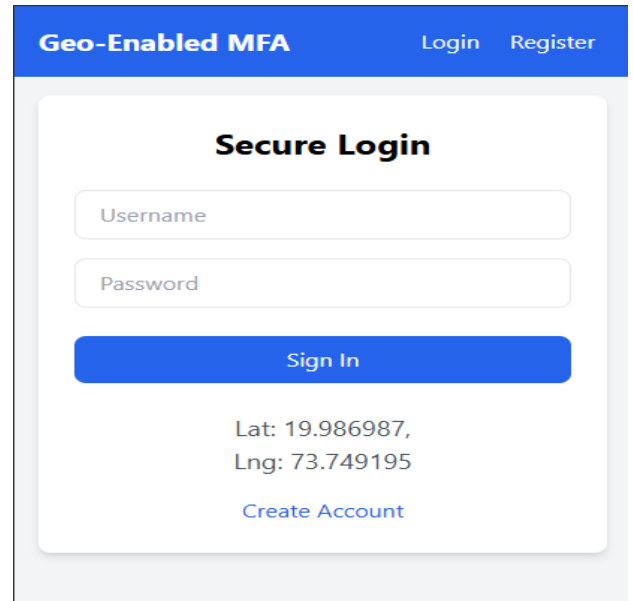 Geo-Enabled MFA Login Register
Secure Login
Username
Password
Sign In
Lat: 19.986987,
Lng: 73.749195
Create Account